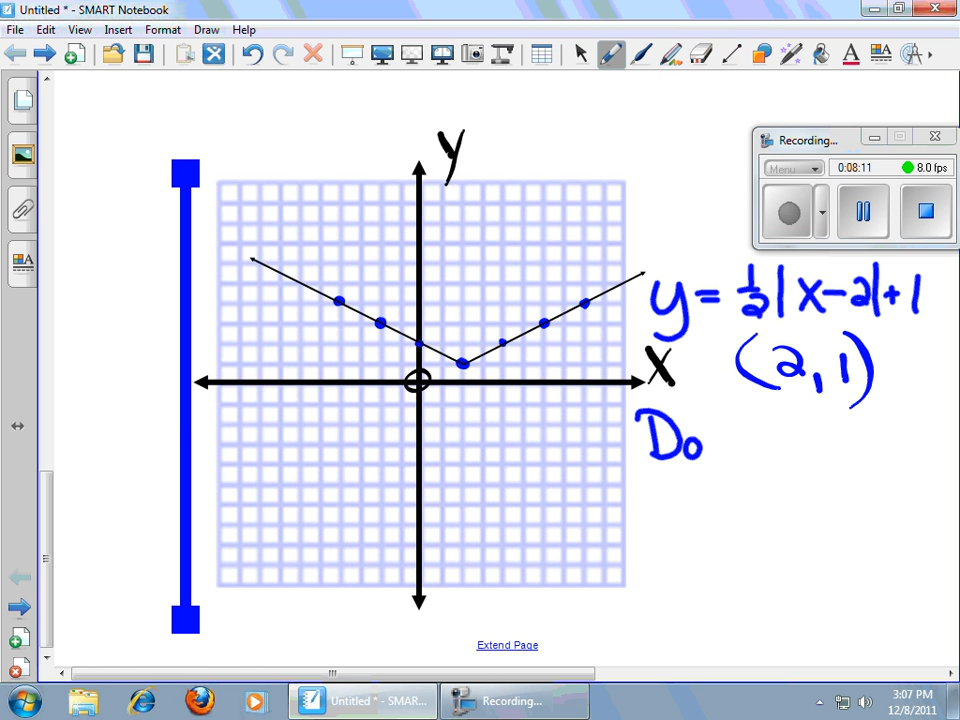 Untitled * - SMART Notebook
File Edit View Insert Format Draw Help
Y
Recording...
Menu 0:08:11 8.0 fps
y = 1/2|x-2|+1
X (2,1)
Do
Extend Page
Untitled * - SMAR... Recording...
3:07 PM
12/8/2011